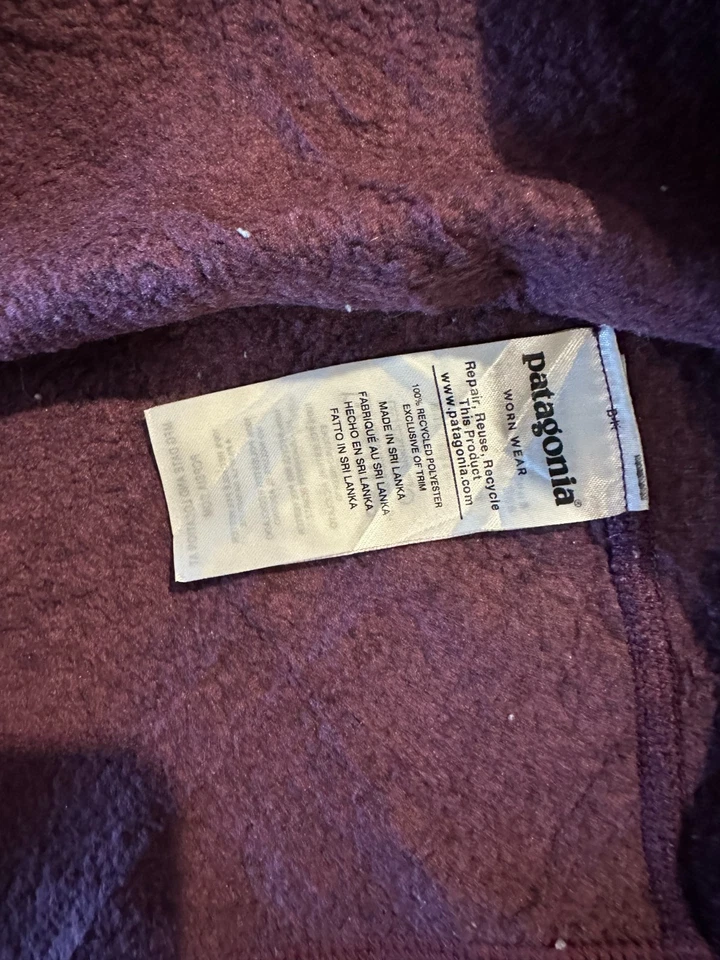 patagonia®
WORN WEAR
Repair, Reuse, Recycle
This Product
www.patagonia.com
100% RECYCLED POLYESTER
EXCLUSIVE OF TRIM
MADE IN SRI LANKA
FABRIQUÉ AU SRI LANKA
HECHO EN SRI LANKA
FATTO IN SRI LANKA